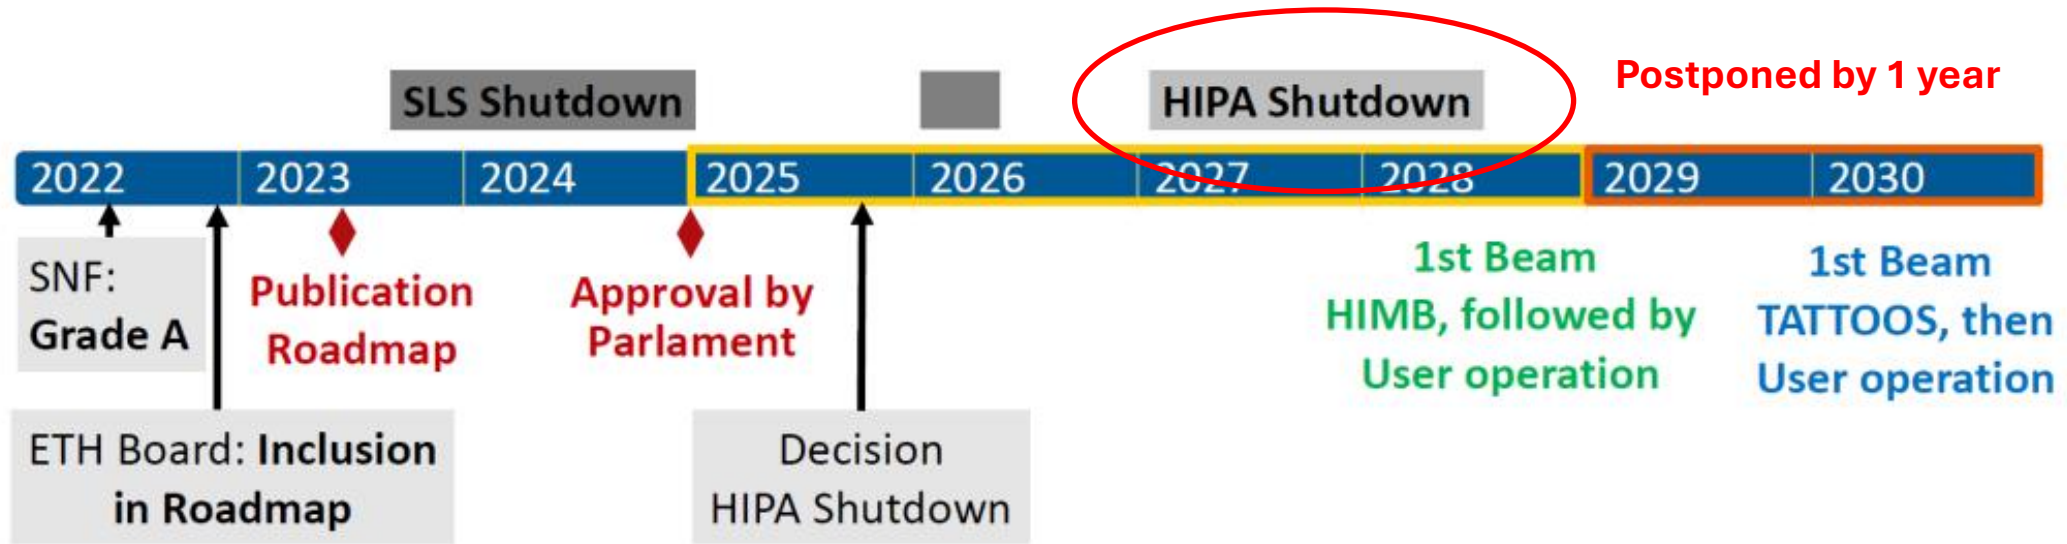 SLS Shutdown
HIPA Shutdown
Postponed by 1 year
2022
2023
2024
2025
2026
2027
2028
2029
2030
SNF:
Grade A
Publication
Roadmap
Approval by
Parlament
1st Beam
HIMB, followed by
User operation
1st Beam
TATTOOS, then
User operation
ETH Board: Inclusion
in Roadmap
Decision
HIPA Shutdown